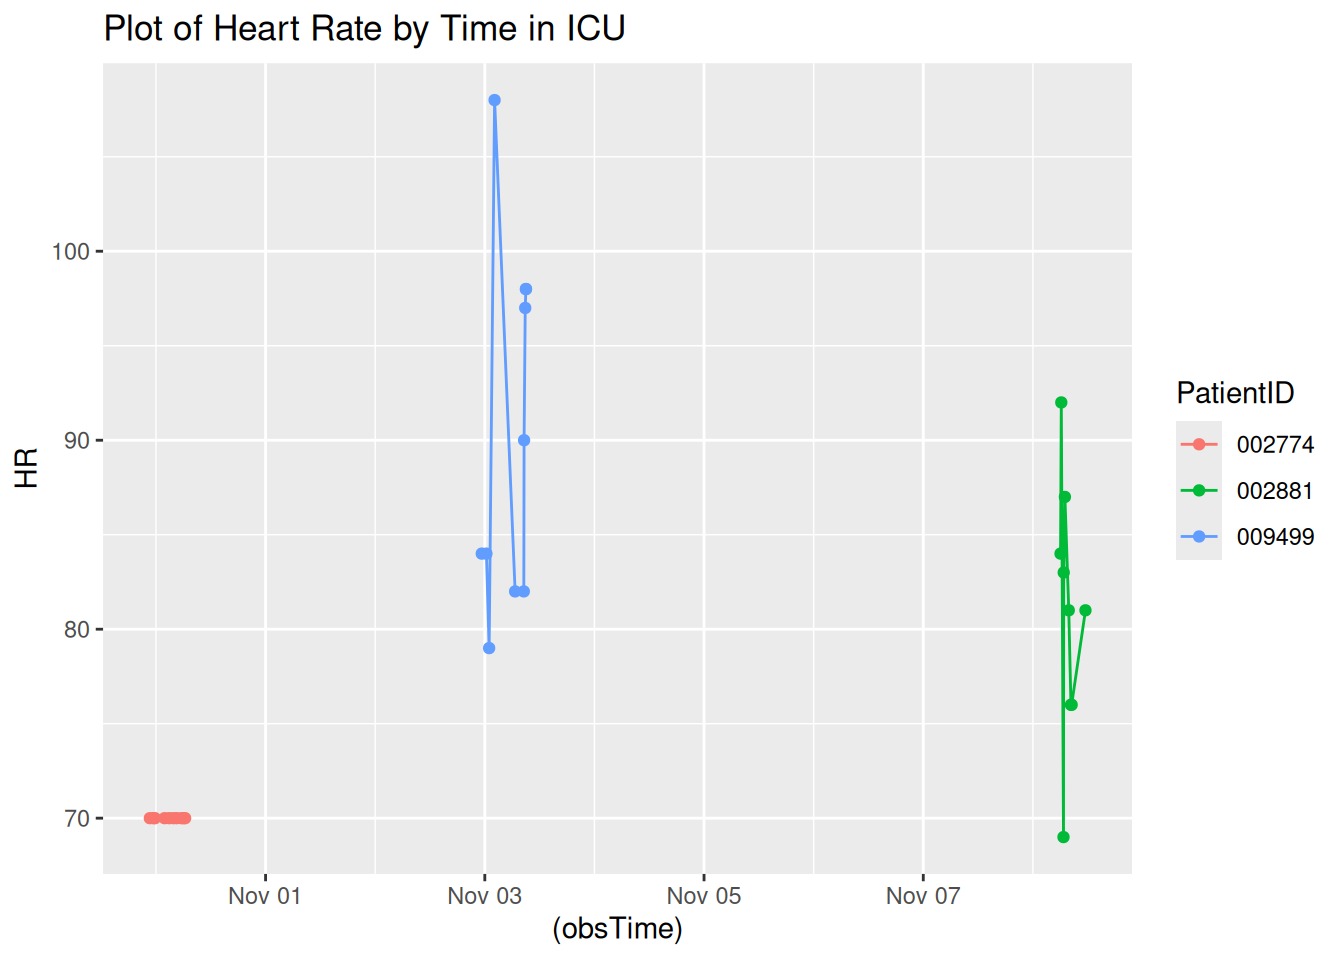 Plot of Heart Rate by Time in ICU
HR
100
90
80
70
Nov 01 Nov 03 Nov 05 Nov 07
(obsTime)
PatientID
002774
002881
009499